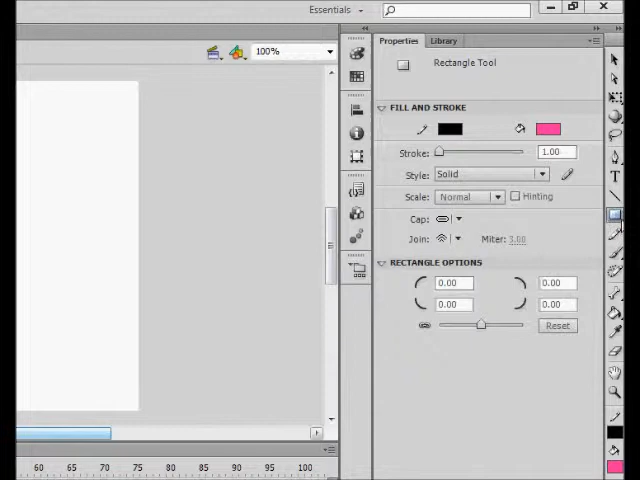 Essentials
100%
Properties
Library
Rectangle Tool
FILL AND STROKE
Stroke:
1.00
Style:
Solid
Scale:
Normal
Hinting
Cap:
Join:
Miter: 3.00
RECTANGLE OPTIONS
0.00
0.00
0.00
0.00
Reset
60 65 70 75 80 85 90 95 100